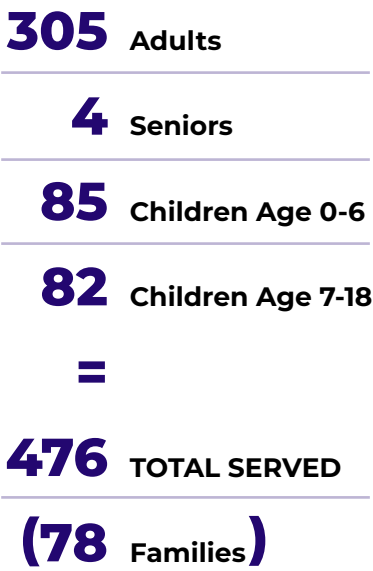 305 Adults
4 Seniors
85 Children Age 0-6
82 Children Age 7-18
=
476 TOTAL SERVED
(78 Families)